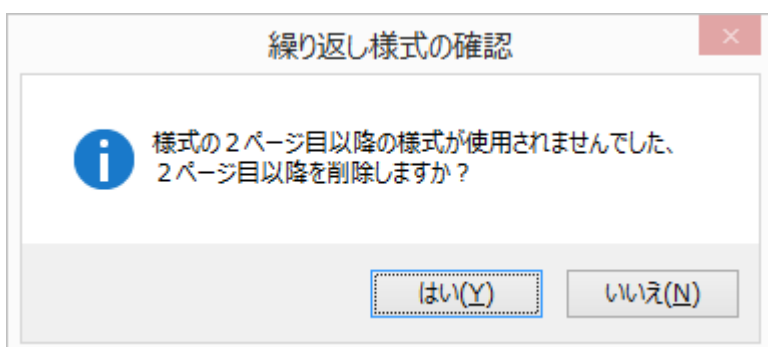 繰り返し様式の確認
様式の２ページ目以降の様式が使用されませんでした、
２ページ目以降を削除しますか？
はい(Y)
いいえ(N)